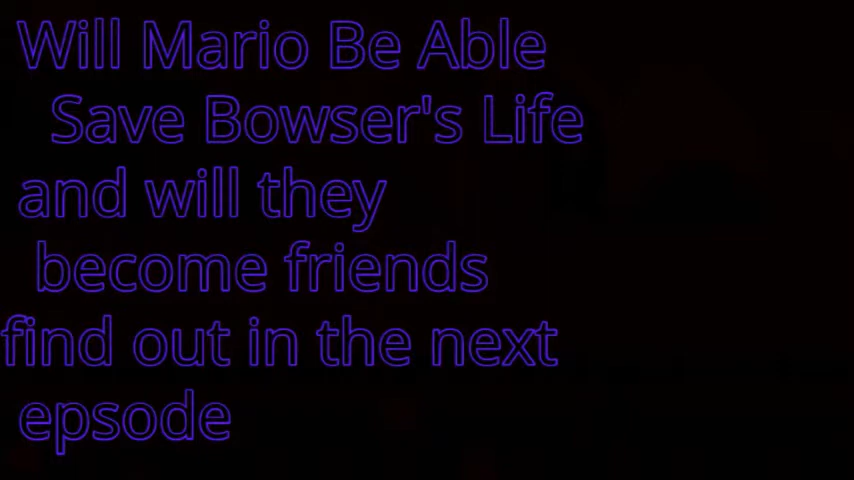 Will Mario Be Able
Save Bowser's Life
and will they
become friends
find out in the next
epsode